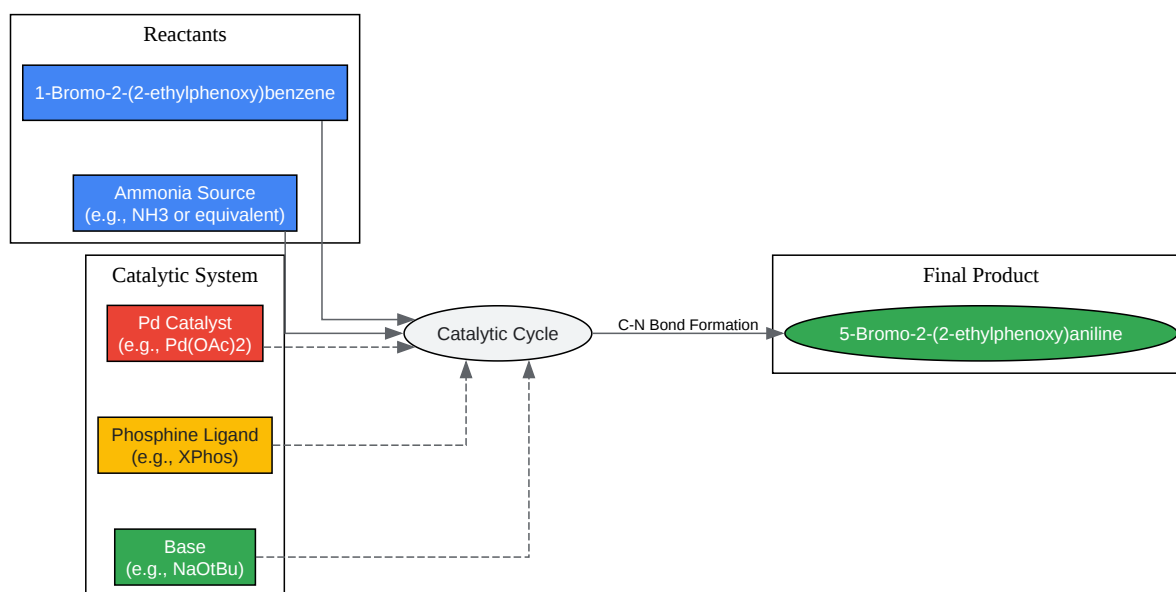 Reactants
1-Bromo-2-(2-ethylphenoxy)benzene
Ammonia Source
(e.g., NH3 or equivalent)
Catalytic System
Pd Catalyst
(e.g., Pd(OAc)2)
Phosphine Ligand
(e.g., XPhos)
Base
(e.g., NaOtBu)
Catalytic Cycle
C-N Bond Formation
Final Product
5-Bromo-2-(2-ethylphenoxy)aniline